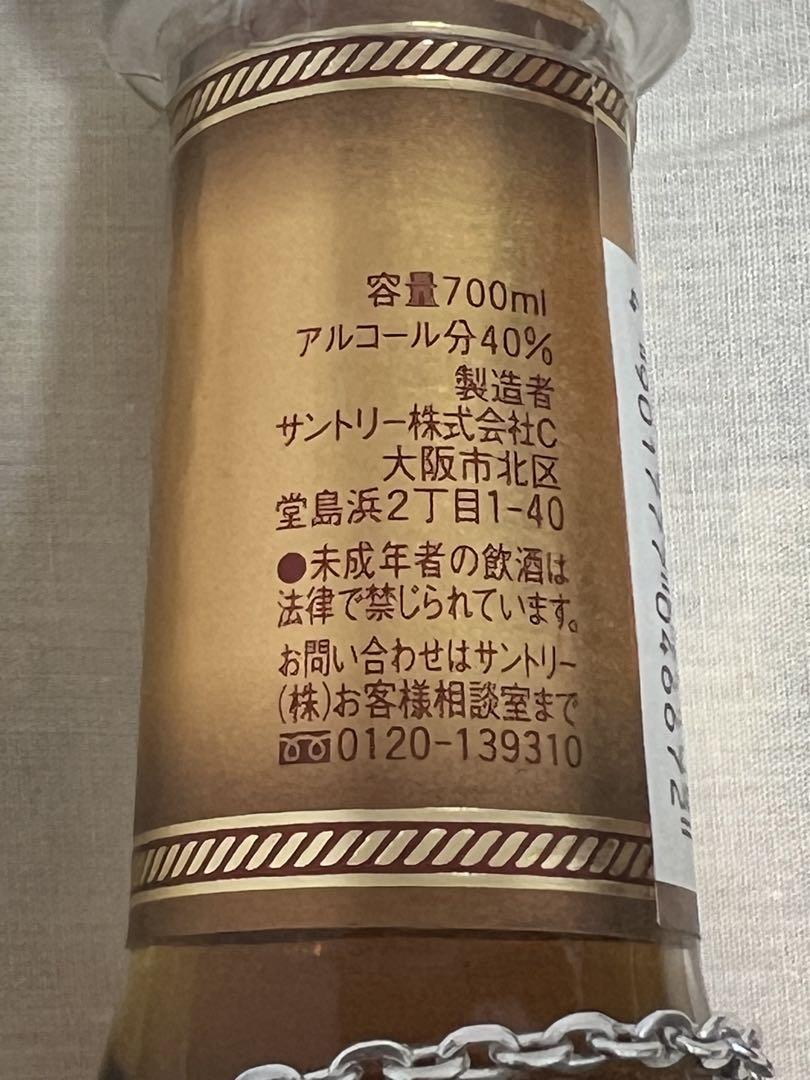 容量700ml
アルコール分40%
製造者
サントリー株式会社C
大阪市北区
堂島浜2丁目1-40
●未成年者の飲酒は
法律で禁じられています。
お問い合わせはサントリー
(株)お客様相談室まで
0120-139310